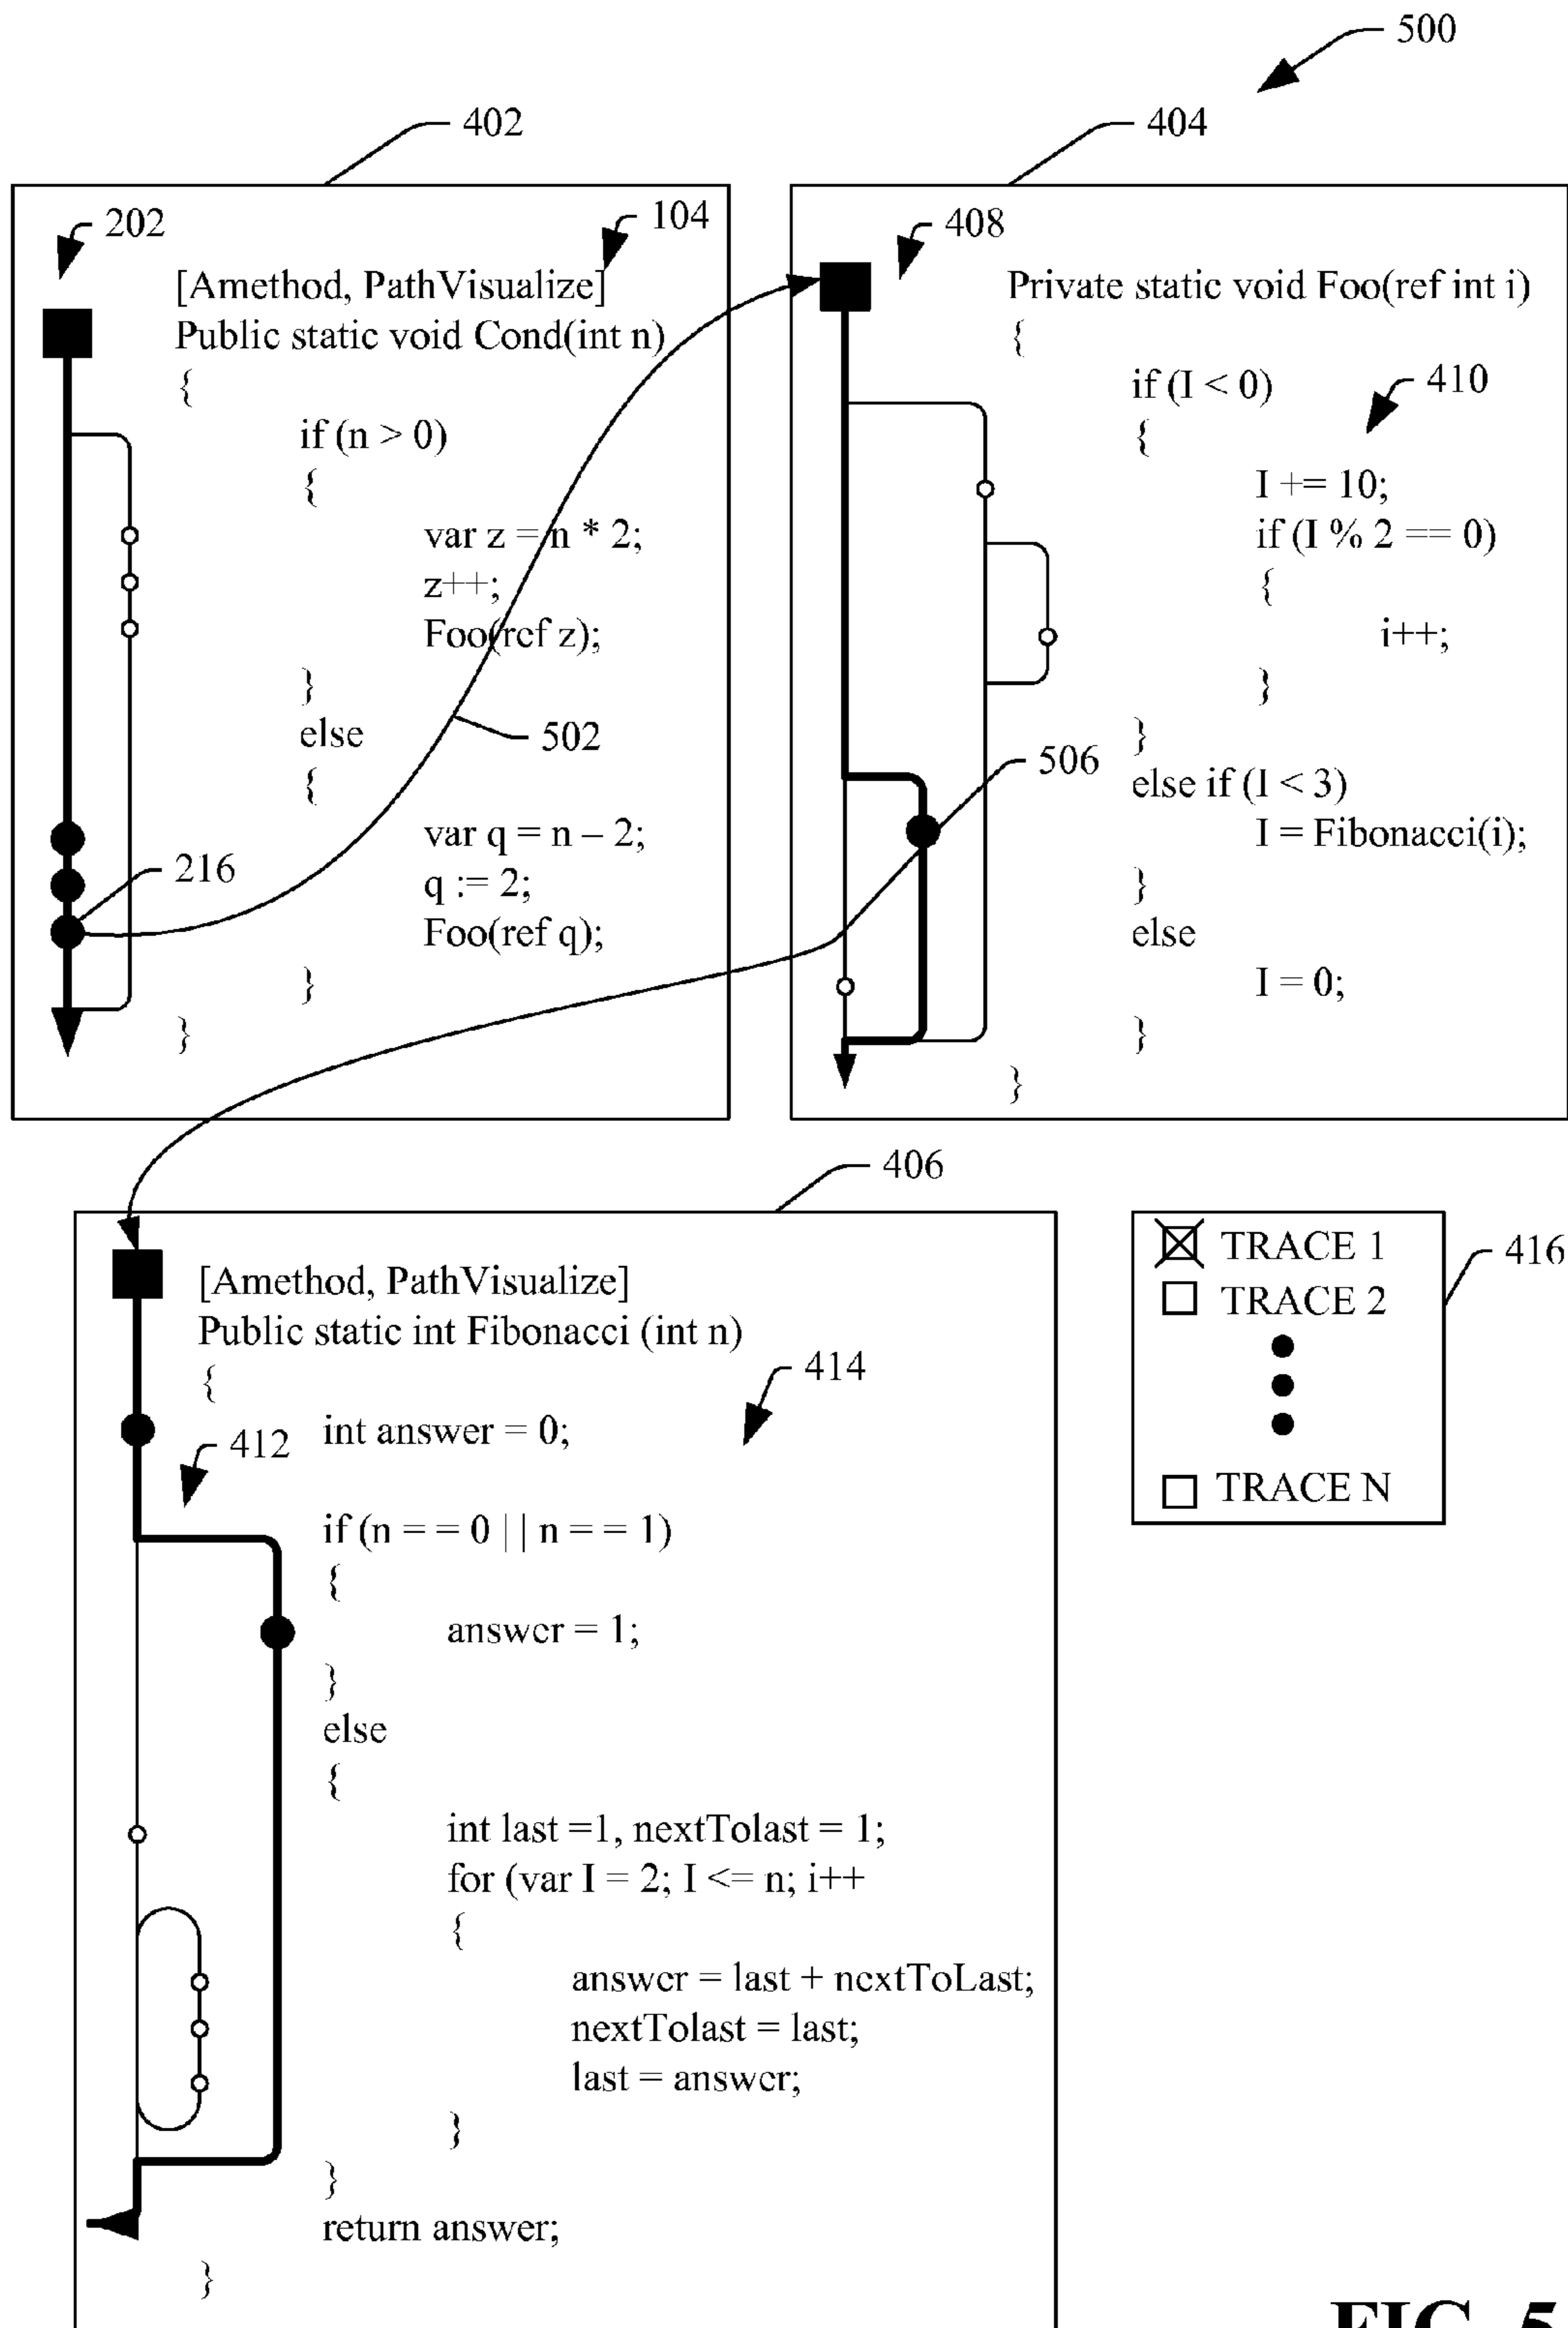 500
402
404
202
104
[Amethod, PathVisualize]
Public static void Cond(int n)
{
if (n > 0)
{
var z = n * 2;
z++;
Foo(ref z);
}
else
502
{
var q = n – 2;
216
q := 2;
Foo(ref q);
}
}
408
Private static void Foo(ref int i)
{
if (I < 0)
410
{
I += 10;
if (I % 2 == 0)
{
i++;
}
}
506
else if (I < 3)
I = Fibonacci(i);
}
else
I = 0;
}
}
406
[Amethod, PathVisualize]
Public static int Fibonacci (int n)
{
414
412
int answer = 0;
if (n = = 0 || n = = 1)
{
answer = 1;
}
else
{
int last =1, nextTolast = 1;
for (var I = 2; I <= n; i++
{
answer = last + nextToLast;
nextTolast = last;
last = answer;
}
}
return answer;
}
TRACE 1
416
TRACE 2
TRACE N
FIG. 5